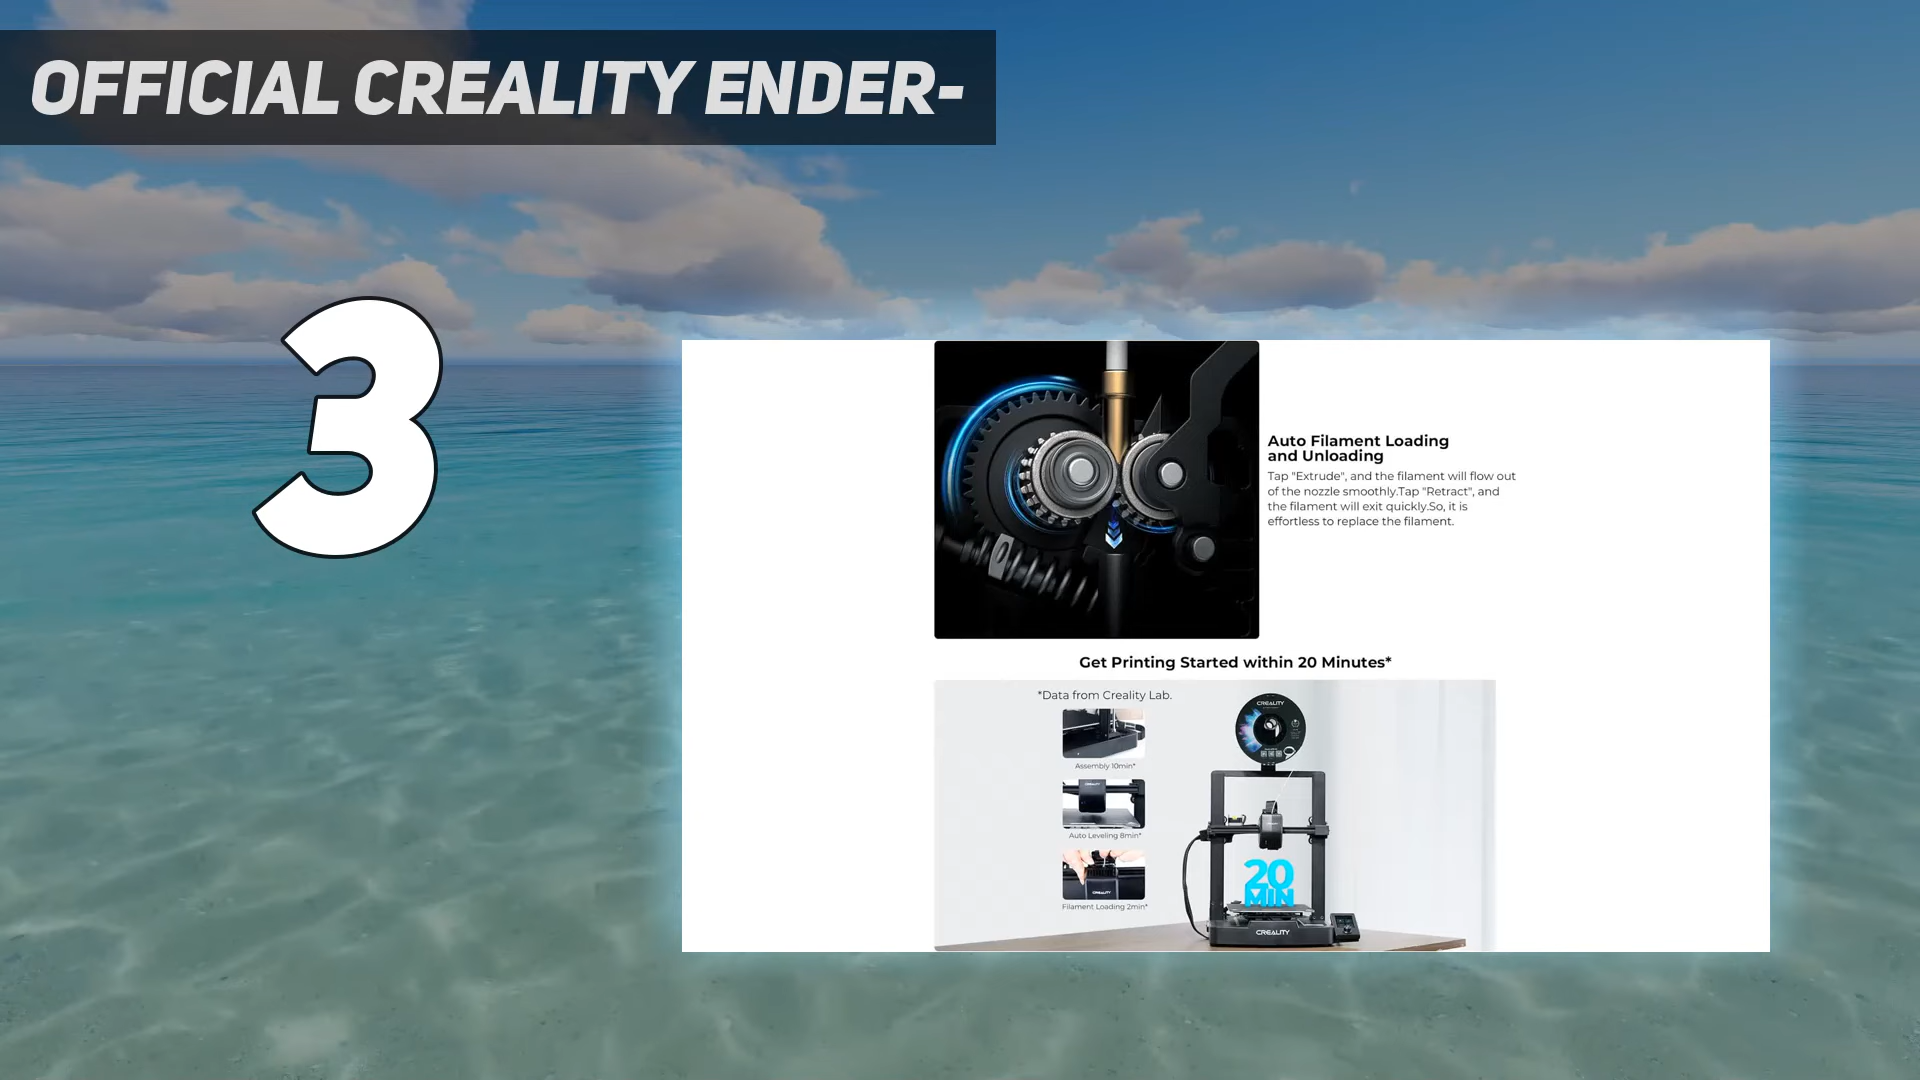 OFFICIAL CREALITY ENDER-
3
Auto Filament Loading
and Unloading
Tap "Extrude", and the filament will flow out
of the nozzle smoothly.Tap "Retract", and
the filament will exit quickly.So, it is
effortless to replace the filament.
Get Printing Started within 20 Minutes*
*Data from Creality Lab.
Assembly 10min*
Auto Leveling 8min*
CREALITY
Filament Loading 2min*
CREALITY
20
MIN
CREALITY